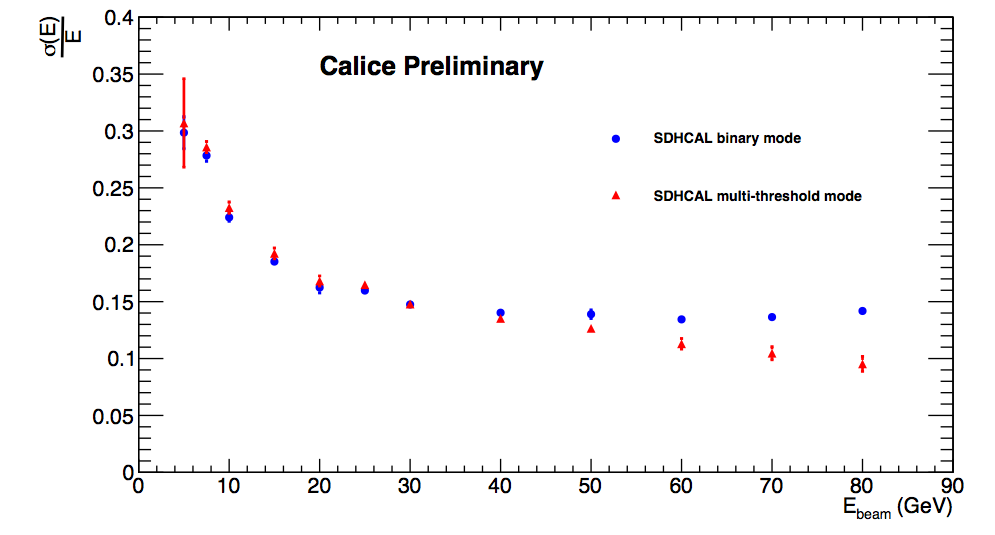 σ(E)
E
0.4
Calice Preliminary
0.35
0.3
SDHCAL binary mode
0.25
SDHCAL multi-threshold mode
0.2
0.15
0.1
0.05
0
0 10 20 30 40 50 60 70 80 90
E_beam (GeV)